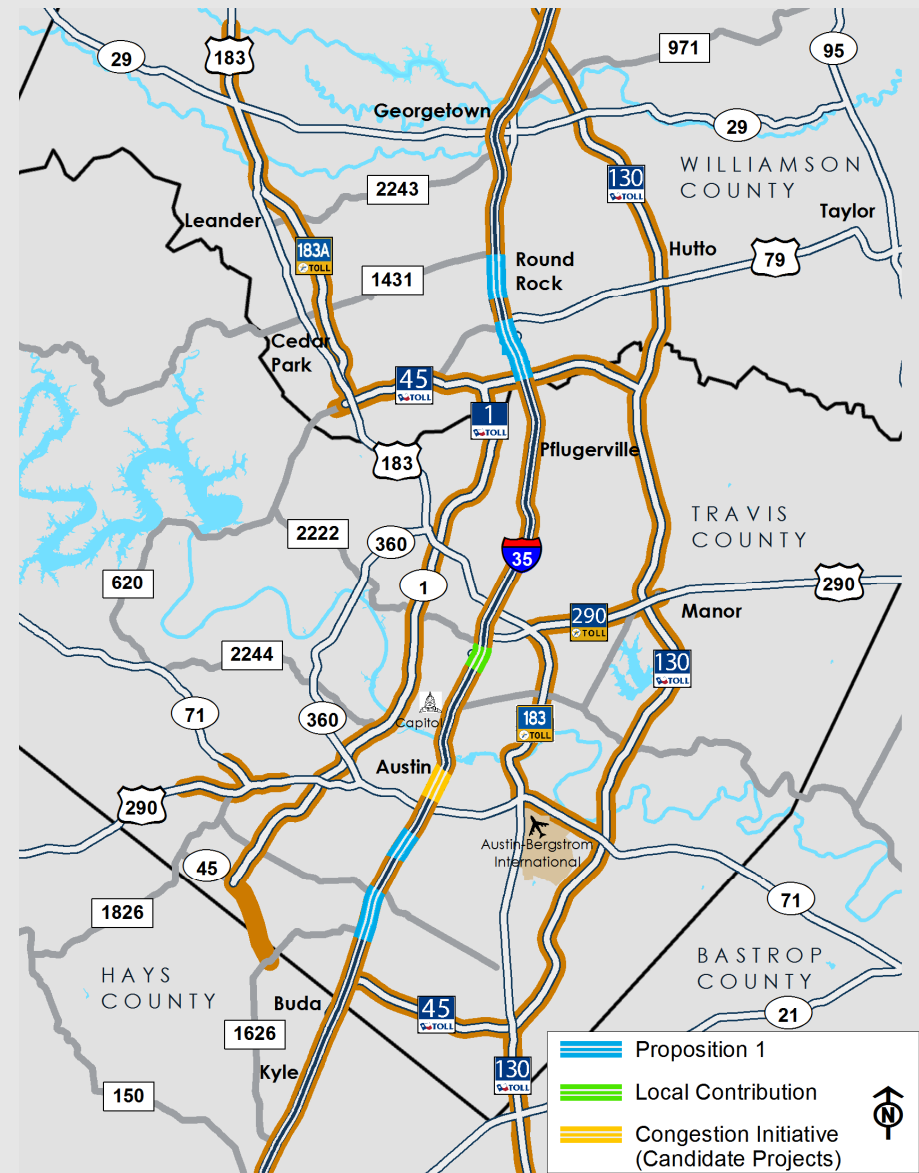 183
971
95
29
Georgetown
29
WILLIAMSON
COUNTY
130
TOLL
2243
Taylor
Leander
183A
TOLL
Hutto
79
Round
Rock
1431
Cedar
Park
45
TOLL
1
TOLL
Pflugerville
183
TRAVIS
COUNTY
2222
360
35
620
1
290
290
TOLL
Manor
2244
130
TOLL
71
360
Capitol
183
TOLL
Austin
290
Austin-Bergstrom
International
45
71
1826
BASTROP
COUNTY
HAYS
COUNTY
Buda
45
TOLL
21
1626
Kyle
130
TOLL
150
Proposition 1
Local Contribution
Congestion Initiative
(Candidate Projects)
N